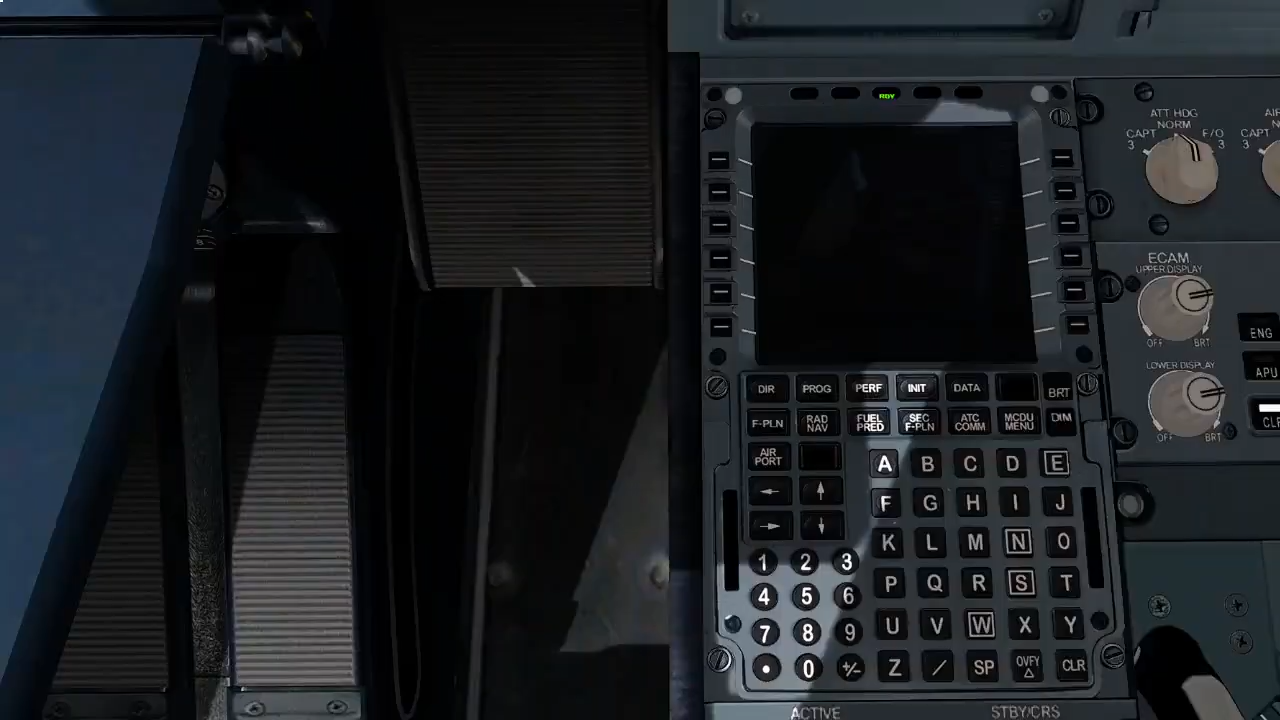 RDY
ATT HDG
NORM
CAPT
3
F/O
3
CAPT
3
ECAM
UPPER DISPLAY
OFF
BRT
LOWER DISPLAY
OFF
BRT
ENG
APU
DIR
PROG
PERF
INIT
DATA
BRT
F-PLN
RAD
NAV
FUEL
PRED
SEC
F-PLN
ATC
COMM
MCDU
MENU
DIM
AIR
PORT
A B C D E
← ↑
F G H I J
→ ↓
K L M N O
1 2 3
P Q R S T
4 5 6
U V W X Y
7 8 9
Z / SP
OVFY
△
CLR
• 0 +/-
ACTIVE
STBY/CRS